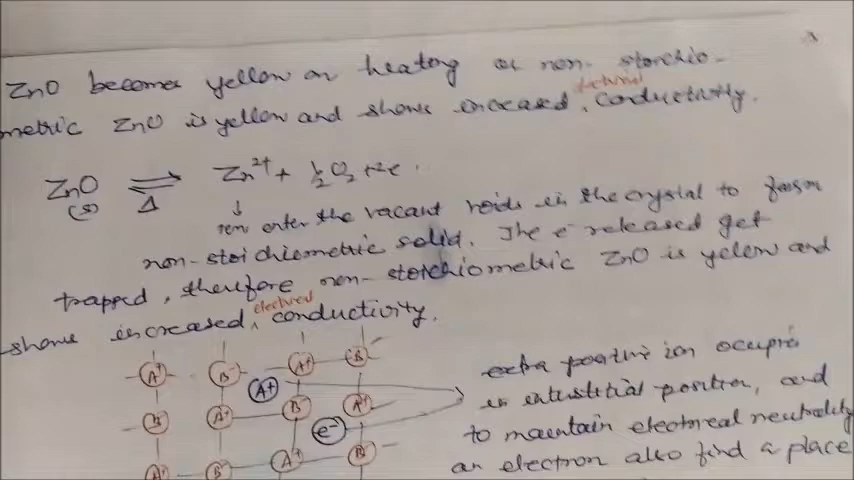 ZnO becomes yellow on heating or non-stoichio-
electrical
metric ZnO is yellow and shows increased, conductivity.
ZnO ⇌ Zn²⁺ + ½O₂ + 2e⁻.
(s) Δ
↓
enter the vacant voids in the crystal to form
non-stoichiometric solid. The e⁻ released get
trapped, therefore non-stoichiometric ZnO is yellow and
electrical
shows increased, conductivity.
A⁺ B⁻ A⁺ B
A⁺
B⁻ A⁺ B⁻ A⁺
e⁻
A⁺ B⁻ A⁺ B
extra positive ion occupies
in interstitial position, and
to maintain electrical neutrality
an electron also find a place